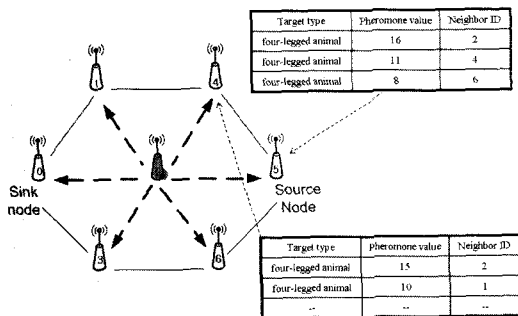 Target type Pheromone value Neighbor ID
four-legged animal 16 2
four-legged animal 11 4
four-legged animal 8 6
1
4
0
5
Sink
node
Source
Node
3
6
Target type Pheromone value Neighbor ID
four-legged animal 15 2
four-legged animal 10 1
-- -- --